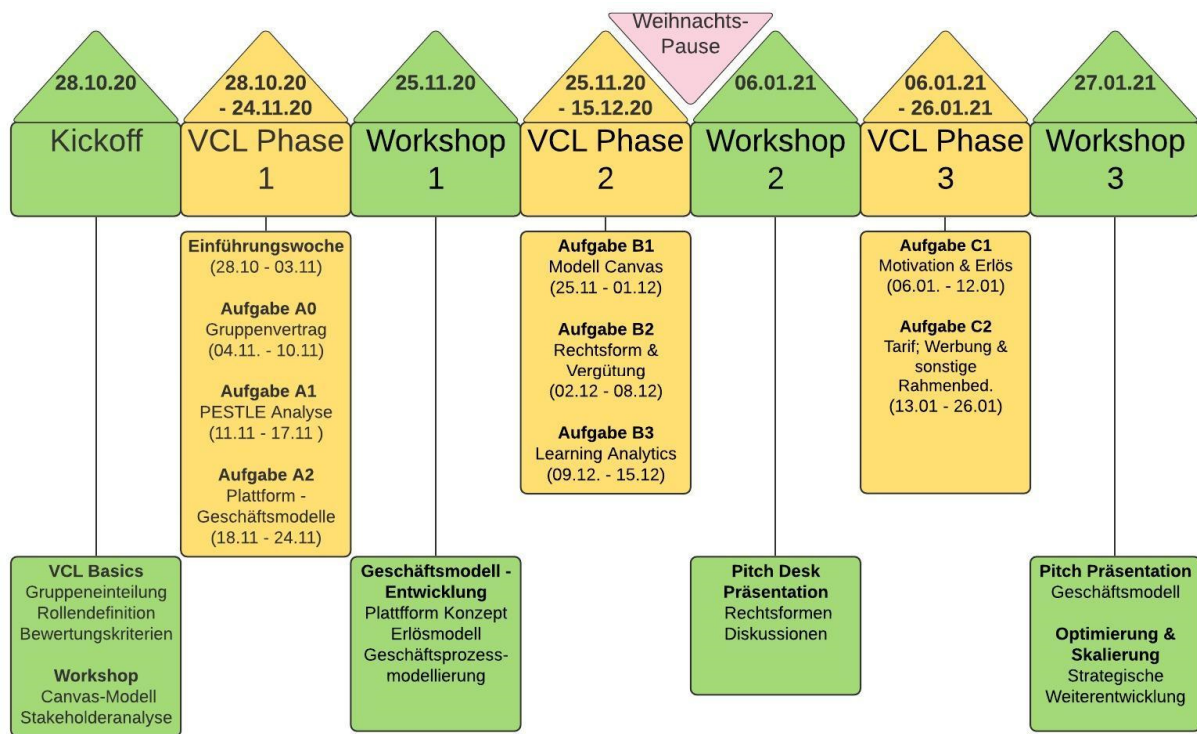 Weihnachts-
Pause
28.10.20
28.10.20
- 24.11.20
25.11.20
25.11.20
- 15.12.20
06.01.21
06.01.21
- 26.01.21
27.01.21
Kickoff
VCL Phase
1
Workshop
1
VCL Phase
2
Workshop
2
VCL Phase
3
Workshop
3
Einführungswoche
(28.10 - 03.11)
Aufgabe A0
Gruppenvertrag
(04.11. - 10.11)
Aufgabe A1
PESTLE Analyse
(11.11 - 17.11 )
Aufgabe A2
Plattform -
Geschäftsmodelle
(18.11 - 24.11)
Aufgabe B1
Modell Canvas
(25.11 - 01.12)
Aufgabe B2
Rechtsform &
Vergütung
(02.12 - 08.12)
Aufgabe B3
Learning Analytics
(09.12. - 15.12)
Aufgabe C1
Motivation & Erlös
(06.01. - 12.01)
Aufgabe C2
Tarif; Werbung &
sonstige
Rahmenbed.
(13.01 - 26.01)
VCL Basics
Gruppeneinteilung
Rollendefinition
Bewertungskriterien
Workshop
Canvas-Modell
Stakeholderanalyse
Geschäftsmodell -
Entwicklung
Plattfform Konzept
Erlösmodell
Geschäftsprozess-
modellierung
Pitch Desk
Präsentation
Rechtsformen
Diskussionen
Pitch Präsentation
Geschäftsmodell
Optimierung &
Skalierung
Strategische
Weiterentwicklung